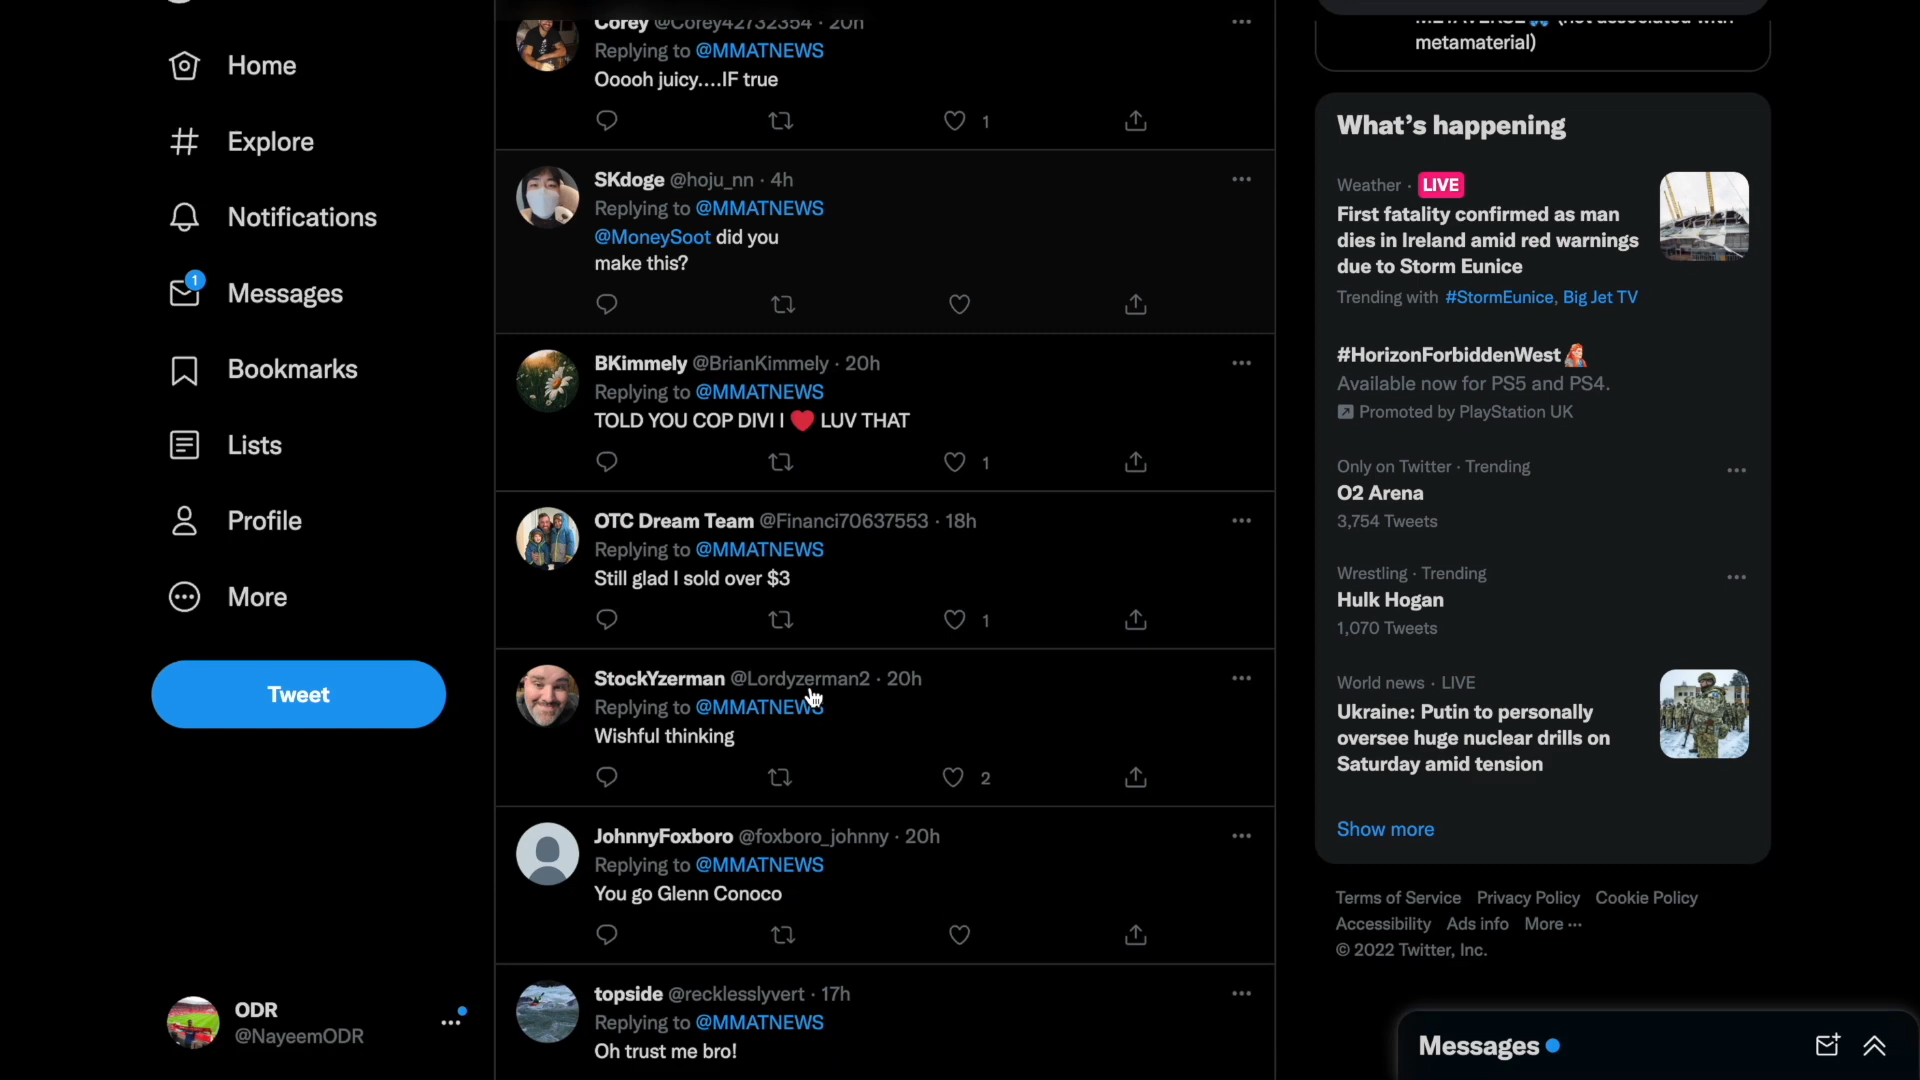 Home
Explore
Notifications
1
Messages
Bookmarks
Lists
Profile
More
Tweet
ODR
@NayeemODR
Corey @Corey42732354 · 20h
Replying to @MMATNEWS
Ooooh juicy....IF true
1
SKdoge @hoju_nn · 4h
Replying to @MMATNEWS
@MoneySoot did you
make this?
BKimmely @BrianKimmely · 20h
Replying to @MMATNEWS
TOLD YOU COP DIVI I ❤️ LUV THAT
1
OTC Dream Team @Financi70637553 · 18h
Replying to @MMATNEWS
Still glad I sold over $3
1
StockYzerman @Lordyzerman2 · 20h
Replying to @MMATNEWS
Wishful thinking
2
JohnnyFoxboro @foxboro_johnny · 20h
Replying to @MMATNEWS
You go Glenn Conoco
topside @recklesslyvert · 17h
Replying to @MMATNEWS
Oh trust me bro!
METAVERSE (not associated with
metamaterial)
What's happening
Weather · LIVE
First fatality confirmed as man
dies in Ireland amid red warnings
due to Storm Eunice
Trending with #StormEunice, Big Jet TV
#HorizonForbiddenWest
Available now for PS5 and PS4.
Promoted by PlayStation UK
Only on Twitter · Trending
O2 Arena
3,754 Tweets
Wrestling · Trending
Hulk Hogan
1,070 Tweets
World news · LIVE
Ukraine: Putin to personally
oversee huge nuclear drills on
Saturday amid tension
Show more
Terms of Service Privacy Policy Cookie Policy
Accessibility Ads info More ···
© 2022 Twitter, Inc.
Messages